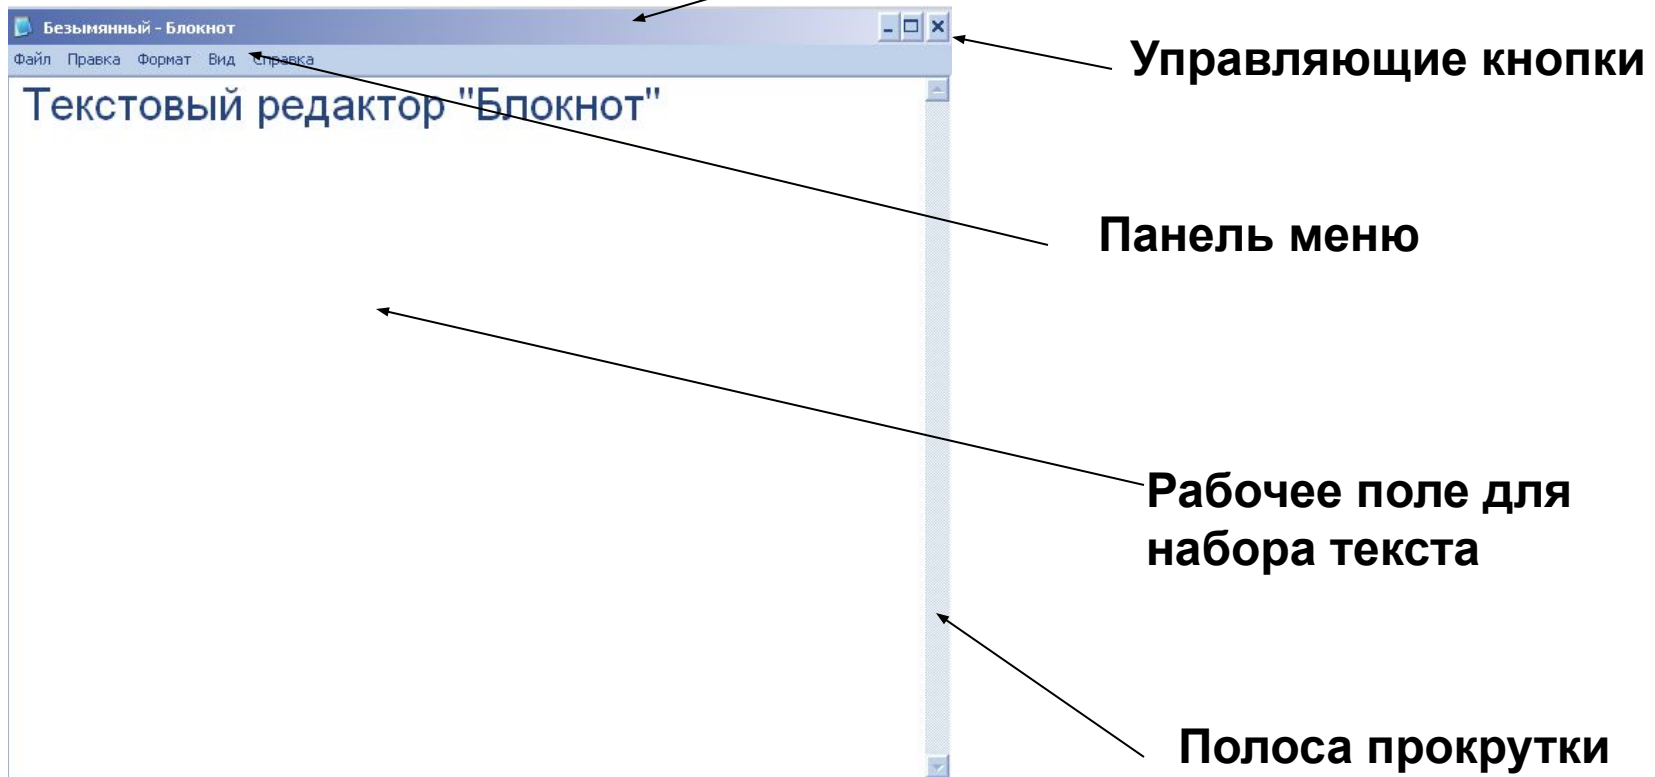 Безымянный - Блокнот
Файл Правка Формат Вид Справка
Текстовый редактор "Блокнот"
Управляющие кнопки
Панель меню
Рабочее поле для
набора текста
Полоса прокрутки